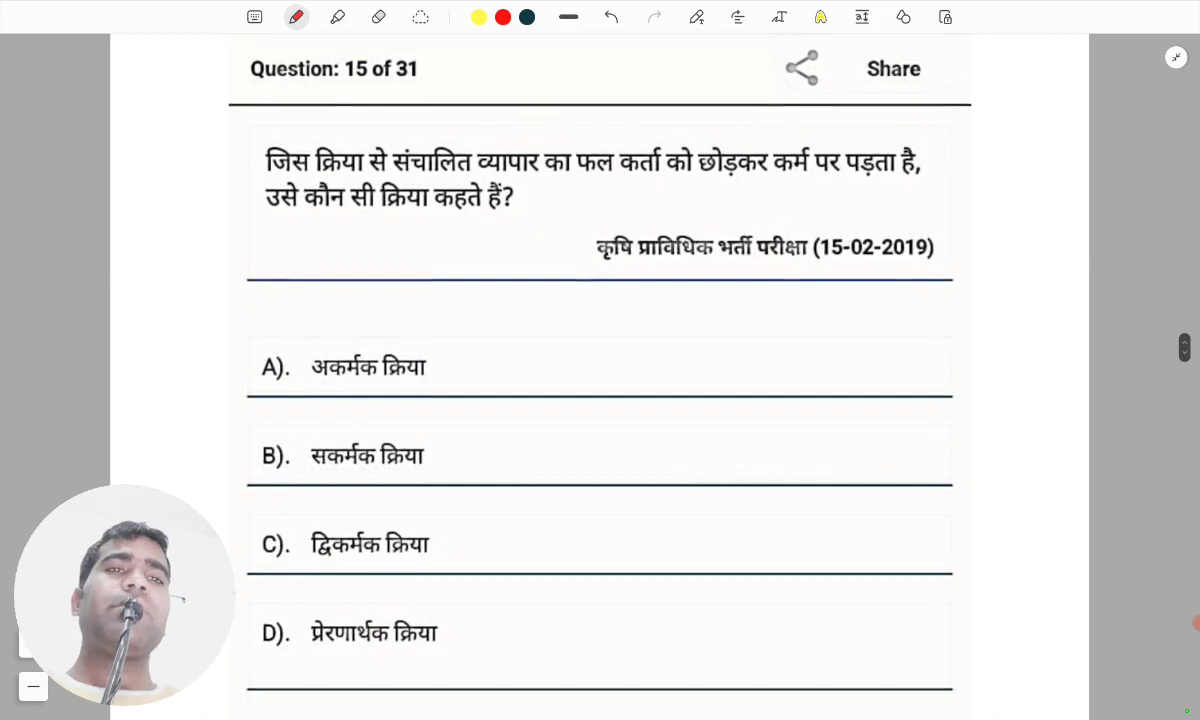 Question: 15 of 31
Share
जिस क्रिया से संचालित व्यापार का फल कर्ता को छोड़कर कर्म पर पड़ता है,
उसे कौन सी क्रिया कहते हैं?
कृषि प्राविधिक भर्ती परीक्षा (15-02-2019)
A). अकर्मक क्रिया
B). सकर्मक क्रिया
C). द्विकर्मक क्रिया
D). प्रेरणार्थक क्रिया